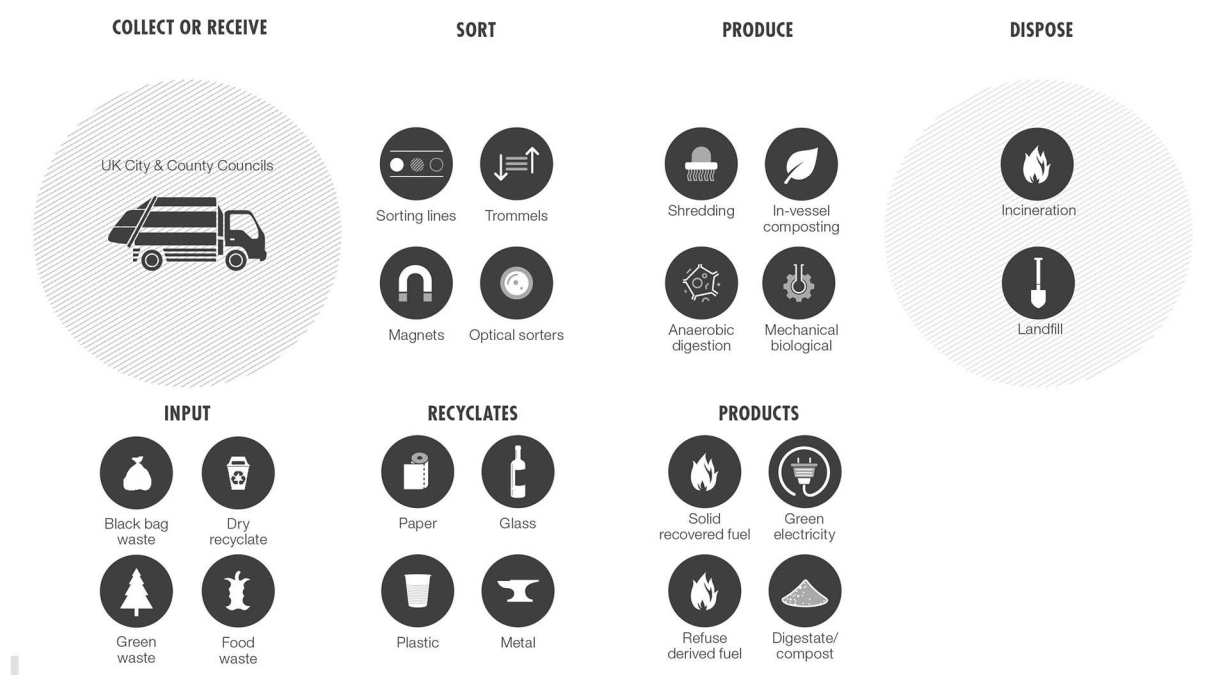 COLLECT OR RECEIVE
SORT
PRODUCE
DISPOSE
UK City & County Councils
Sorting lines
Trommels
Magnets
Optical sorters
Shredding
In-vessel
composting
Anaerobic
digestion
Mechanical
biological
Incineration
Landfill
INPUT
Black bag
waste
Dry
recyclate
Green
waste
Food
waste
RECYCLATES
Paper
Glass
Plastic
Metal
PRODUCTS
Solid
recovered fuel
Green
electricity
Refuse
derived fuel
Digestate/
compost